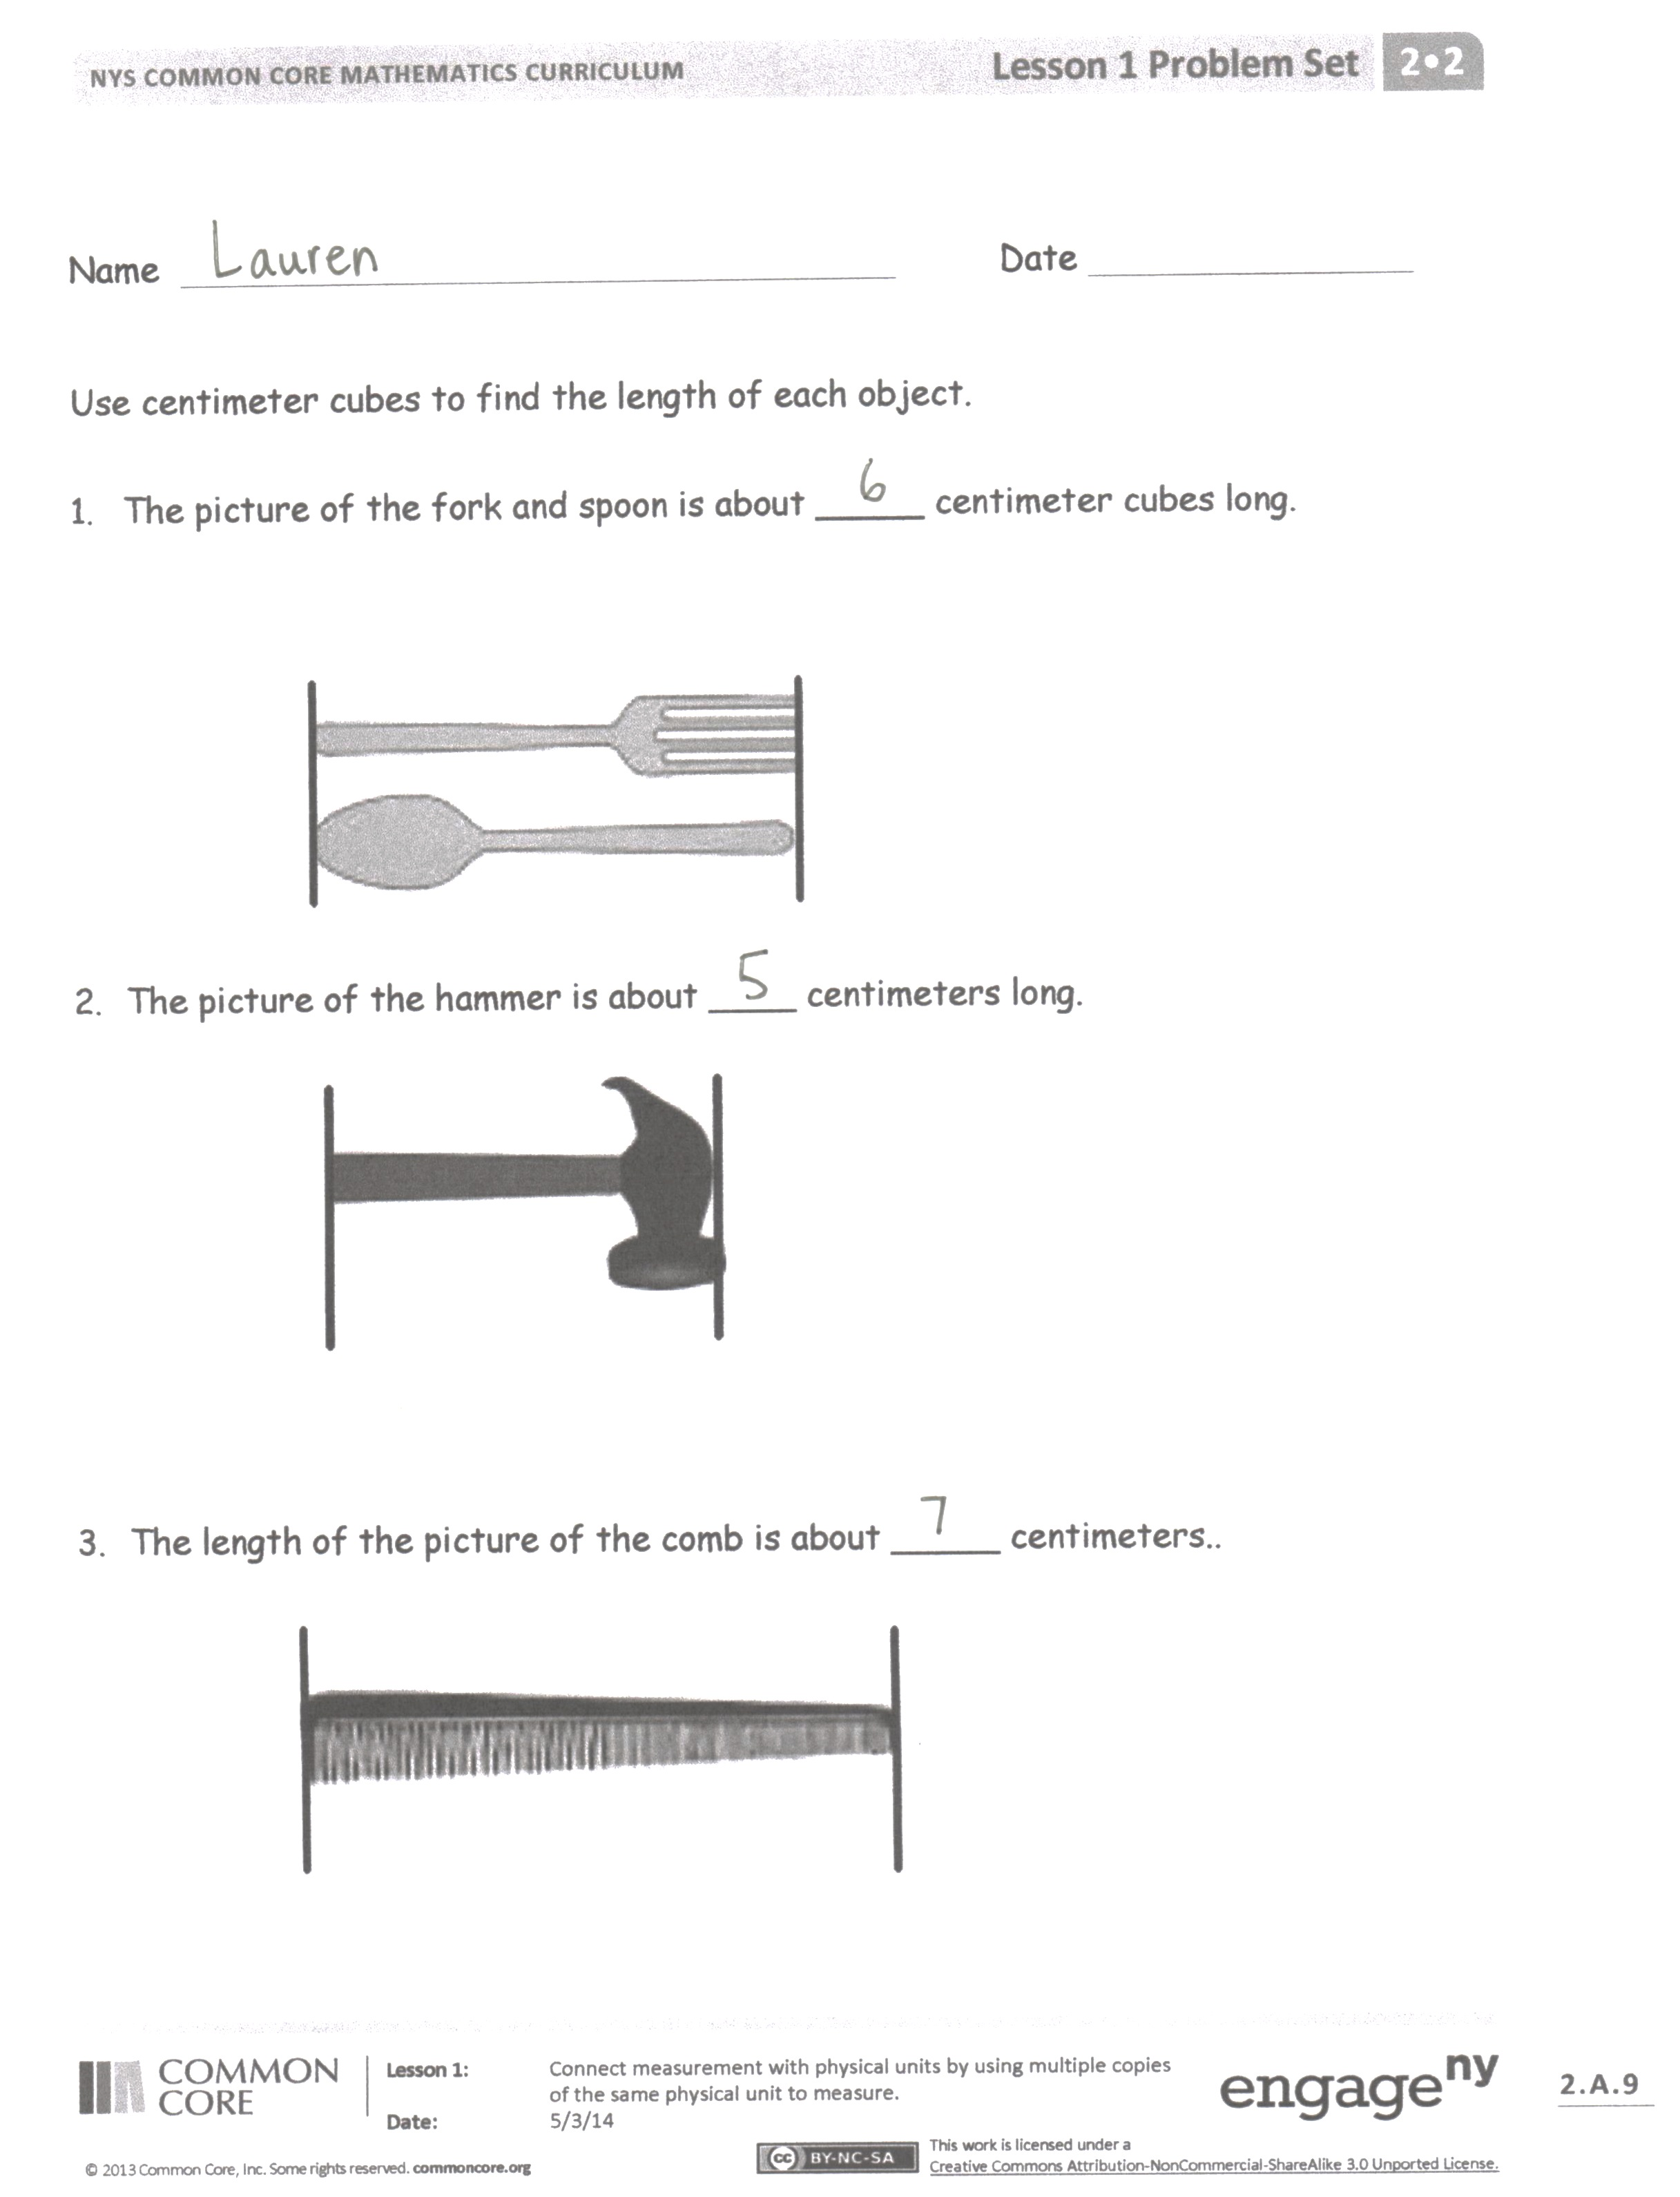 NYS COMMON CORE MATHEMATICS CURRICULUM
Lesson 1 Problem Set 2•2
Name Lauren
Date
Use centimeter cubes to find the length of each object.
1. The picture of the fork and spoon is about 6 centimeter cubes long.
2. The picture of the hammer is about 5 centimeters long.
3. The length of the picture of the comb is about 7 centimeters..
COMMON
CORE
Lesson 1:
Connect measurement with physical units by using multiple copies
of the same physical unit to measure.
Date:
5/3/14
engage ny
2.A.9
© 2013 Common Core, Inc. Some rights reserved. commoncore.org
cc BY-NC-SA
This work is licensed under a
Creative Commons Attribution-NonCommercial-ShareAlike 3.0 Unported License.